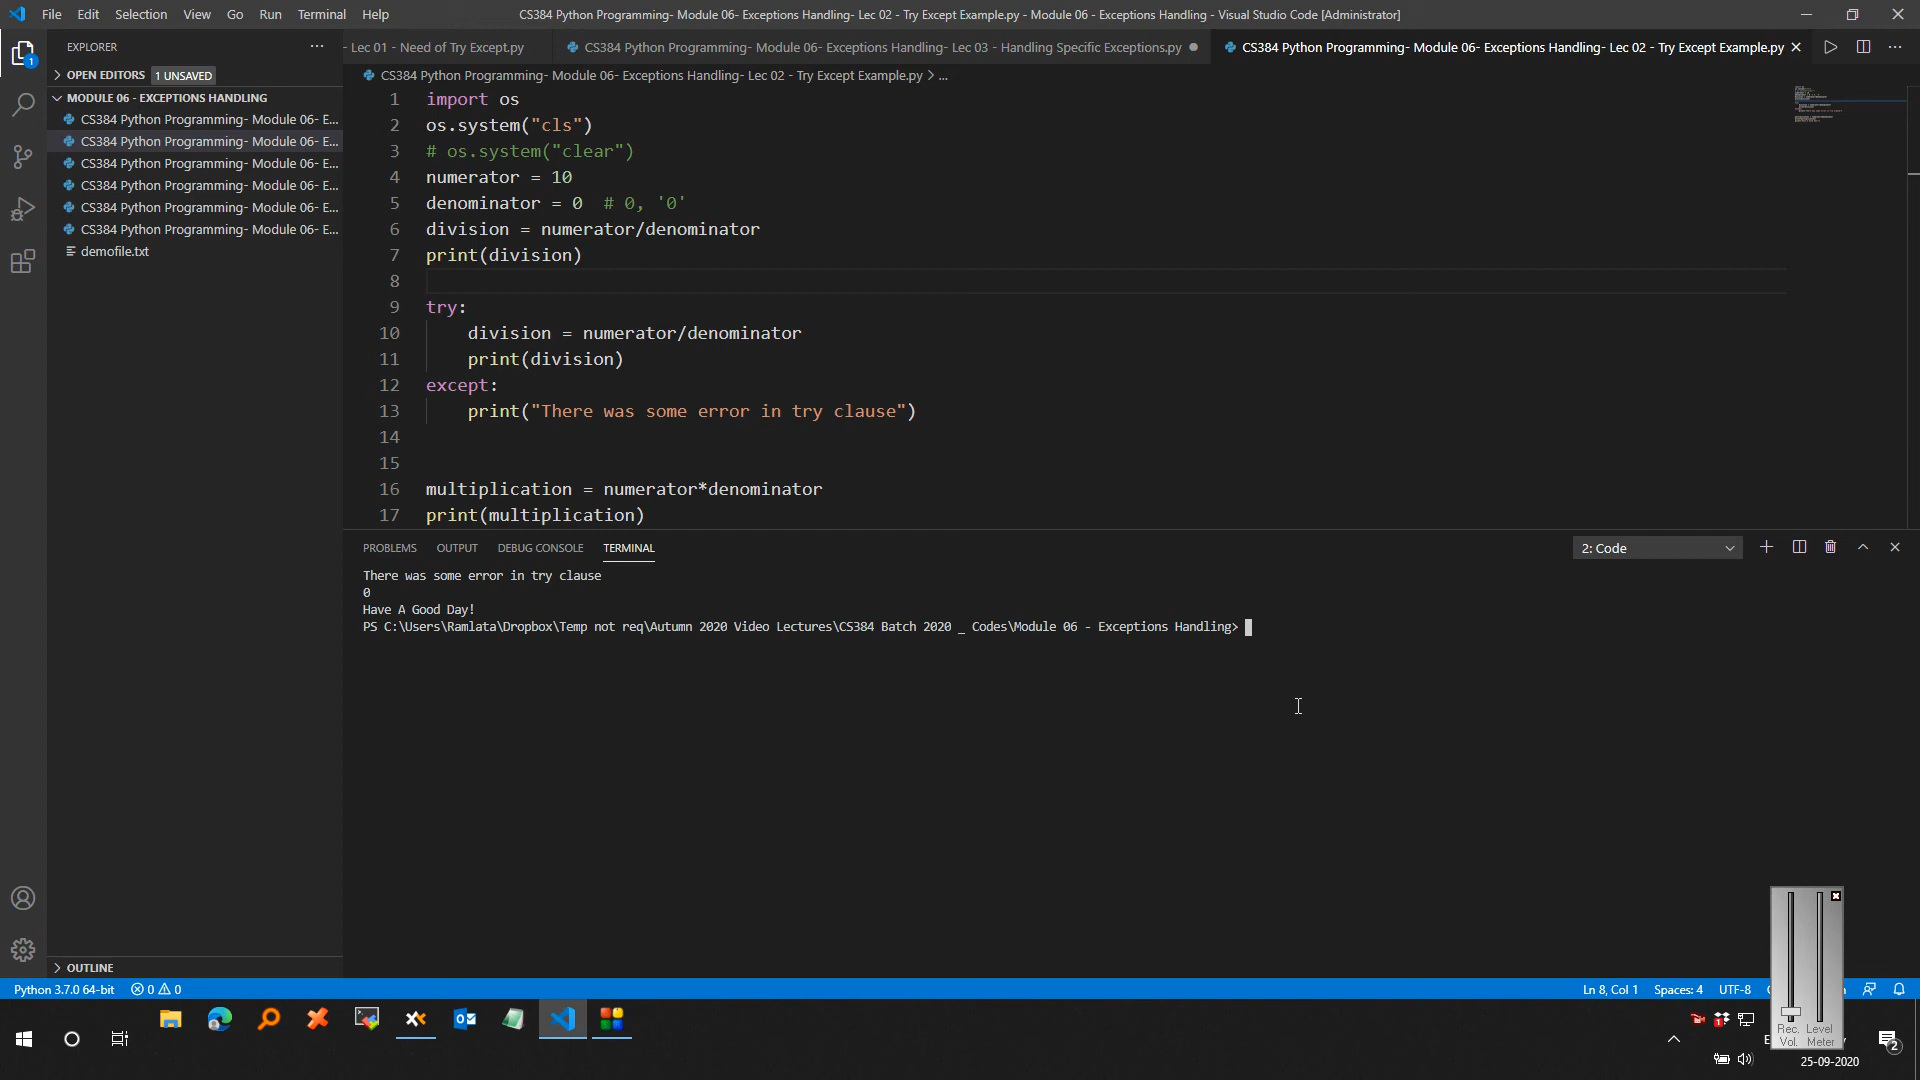 File Edit Selection View Go Run Terminal Help
CS384 Python Programming- Module 06- Exceptions Handling- Lec 02 - Try Except Example.py - Module 06 - Exceptions Handling - Visual Studio Code [Administrator]
EXPLORER
- Lec 01 - Need of Try Except.py
CS384 Python Programming- Module 06- Exceptions Handling- Lec 03 - Handling Specific Exceptions.py
CS384 Python Programming- Module 06- Exceptions Handling- Lec 02 - Try Except Example.py
1
OPEN EDITORS 1 UNSAVED
CS384 Python Programming- Module 06- Exceptions Handling- Lec 02 - Try Except Example.py > ...
MODULE 06 - EXCEPTIONS HANDLING
CS384 Python Programming- Module 06- E...
CS384 Python Programming- Module 06- E...
CS384 Python Programming- Module 06- E...
CS384 Python Programming- Module 06- E...
CS384 Python Programming- Module 06- E...
CS384 Python Programming- Module 06- E...
demofile.txt
1 import os
2 os.system("cls")
3 # os.system("clear")
4 numerator = 10
5 denominator = 0 # 0, '0'
6 division = numerator/denominator
7 print(division)
8
9 try:
10 division = numerator/denominator
11 print(division)
12 except:
13 print("There was some error in try clause")
14
15
16 multiplication = numerator*denominator
17 print(multiplication)
PROBLEMS OUTPUT DEBUG CONSOLE TERMINAL
2: Code
There was some error in try clause
0
Have A Good Day!
PS C:\Users\Ramlata\Dropbox\Temp not req\Autumn 2020 Video Lectures\CS384 Batch 2020 _ Codes\Module 06 - Exceptions Handling>
OUTLINE
Python 3.7.0 64-bit 0 0
Ln 8, Col 1 Spaces: 4 UTF-8
Rec. Level
Vol. Meter
25-09-2020
2